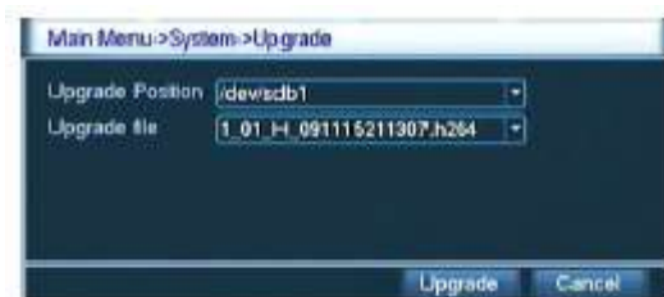 Main Menu->System->Upgrade
Upgrade Position /dev/sdb1
Upgrade file 1_01_H_091115211307.h264
Upgrade Cancel